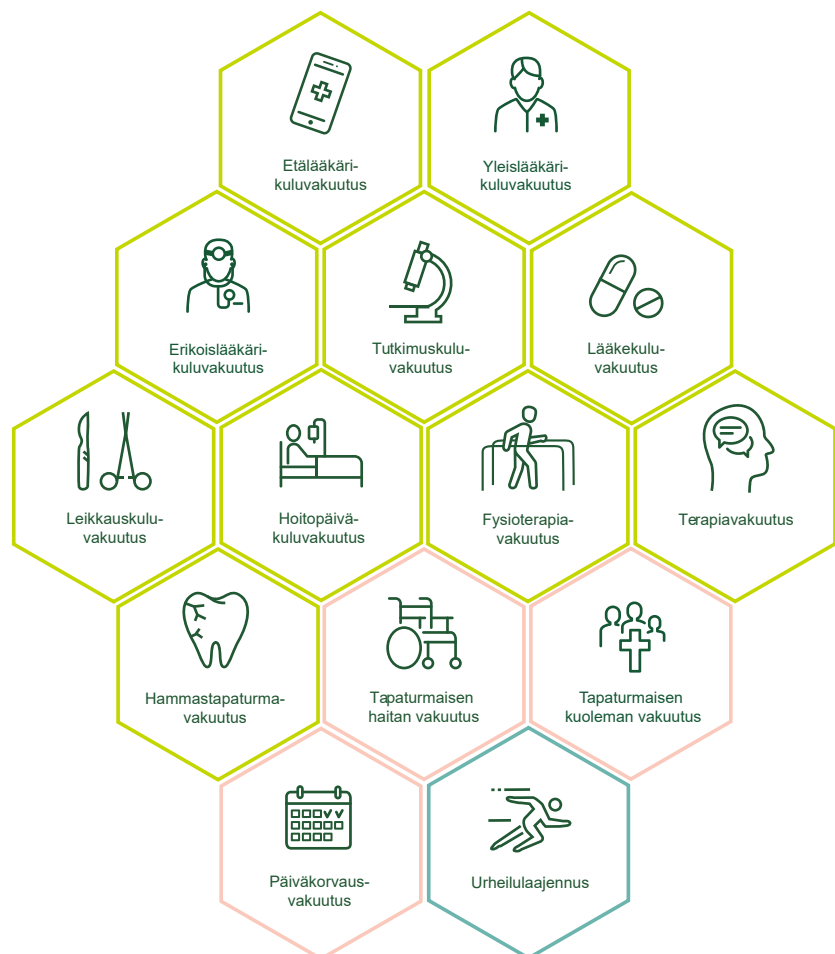 Etälääkäri-
kuluvakuutus
Yleislääkäri-
kuluvakuutus
Erikoislääkäri-
kuluvakuutus
Tutkimuskulu-
vakuutus
Lääkekulu-
vakuutus
Leikkauskulu-
vakuutus
Hoitopäivä-
kuluvakuutus
Fysioterapia-
vakuutus
Terapiavakuutus
Hammastapaturma-
vakuutus
Tapaturmaisen
haitan vakuutus
Tapaturmaisen
kuoleman vakuutus
Päiväkorvaus-
vakuutus
Urheilulaajennus